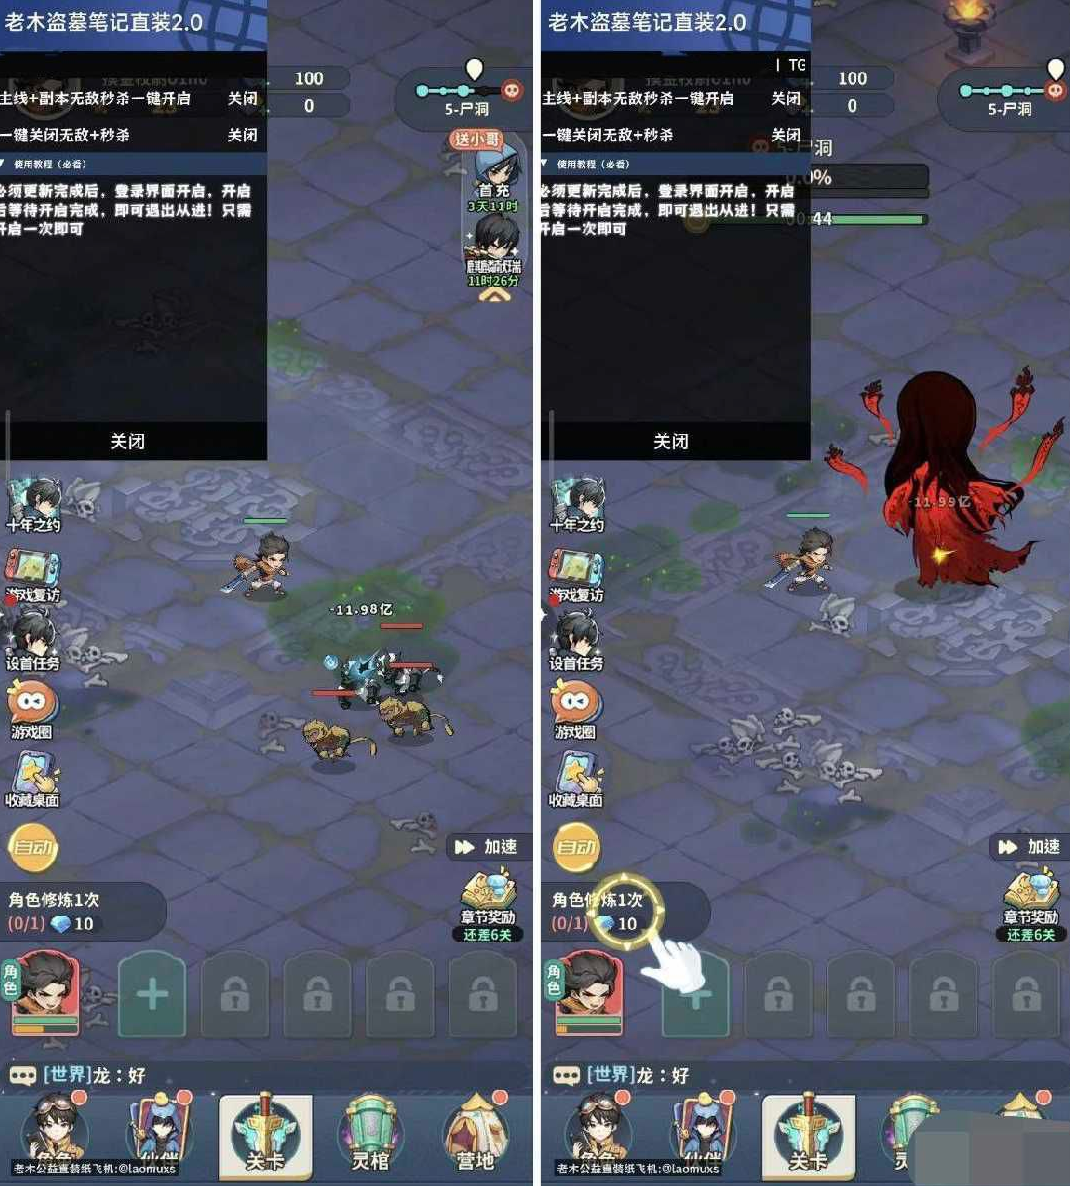 老木盗墓笔记直装2.0
100
0
主线+副本无敌秒杀一键开启
关闭
一键关闭无敌+秒杀
关闭
使用教程（必看）
必须更新完成后，登录界面开启，开启
后等待开启完成，即可退出从进！只需
开启一次即可
关闭
5-尸洞
送小哥
首充
3天11时
11时26分
十年之约
游戏复访
设首任务
游戏圈
收藏桌面
-11.98亿
自动
加速
角色修炼1次
(0/1)
10
章节奖励
还差6关
角色
[世界]龙：好
角色
伙伴
关卡
灵棺
营地
老木公益直装纸飞机:@laomuxs
老木盗墓笔记直装2.0
TG
100
0
主线+副本无敌秒杀一键开启
关闭
一键关闭无敌+秒杀
关闭
使用教程（必看）
必须更新完成后，登录界面开启，开启
后等待开启完成，即可退出从进！只需
开启一次即可
关闭
5-尸洞
5-尸洞
0.0%
00:44
十年之约
游戏复访
设首任务
游戏圈
收藏桌面
-11.99亿
自动
加速
角色修炼1次
(0/1)
10
章节奖励
还差6关
角色
[世界]龙：好
角色
伙伴
关卡
灵
老木公益直装纸飞机:@laomuxs